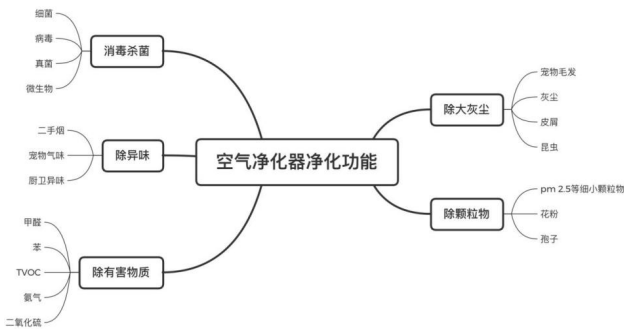 空气净化器净化功能
消毒杀菌
细菌
病毒
真菌
微生物
除异味
二手烟
宠物气味
厨卫异味
除有害物质
甲醛
苯
TVOC
氨气
二氧化硫
除大灰尘
宠物毛发
灰尘
皮屑
昆虫
除颗粒物
pm 2.5等细小颗粒物
花粉
孢子